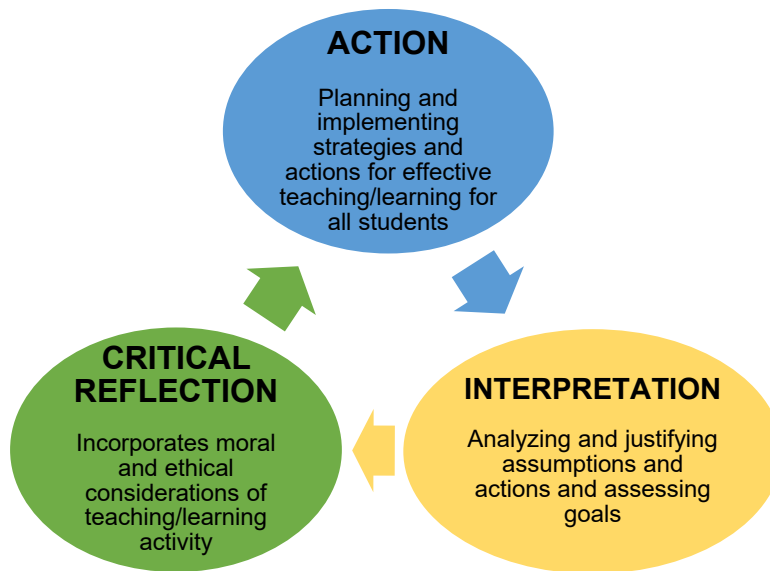 ACTION
Planning and
implementing
strategies and
actions for effective
teaching/learning for
all students
CRITICAL
REFLECTION
Incorporates moral
and ethical
considerations of
teaching/learning
activity
INTERPRETATION
Analyzing and justifying
assumptions and
actions and assessing
goals